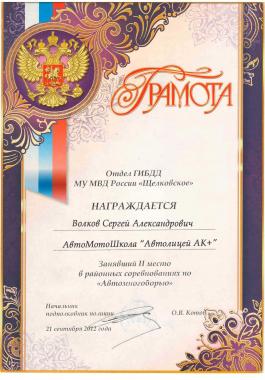 ГРАМОТА
Отдел ГИБДД
МУ МВД России «Щелковское»
НАГРАЖДАЕТСЯ
Волков Сергей Александрович
АвтоМотоШкола "Автолицей АК+"
Занявший II место
в районных соревнованиях по
«Автомногоборью»
Начальник
подполковник полиции
О.В.
21 сентября 2012 года